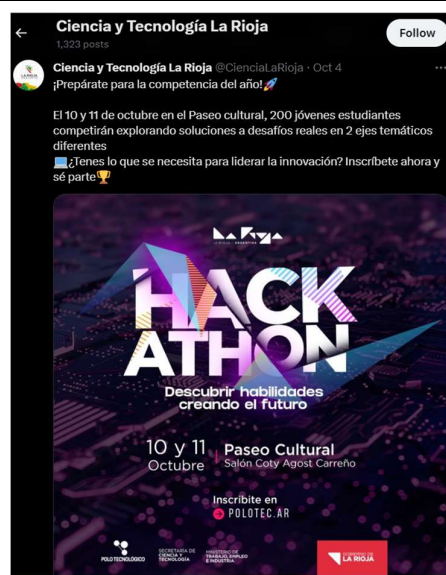 Ciencia y Tecnología La Rioja
1,323 posts
Follow
Ciencia y Tecnología La Rioja @CienciaLaRioja · Oct 4
¡Prepárate para la competencia del año!🚀
El 10 y 11 de octubre en el Paseo cultural, 200 jóvenes estudiantes
competirán explorando soluciones a desafíos reales en 2 ejes temáticos
diferentes
💻¿Tenes lo que se necesita para liderar la innovación? Inscríbete ahora y
sé parte🏆
La Rioja
HACK
ATHON
Descubrir habilidades
creando el futuro
10 y 11
Octubre
Paseo Cultural
Salón Coty Agost Carreño
Inscribite en
POLOTEC.AR
POLO TECNOLÓGICO
SECRETARÍA DE
CIENCIA Y
TECNOLOGÍA
MINISTERIO DE
TRABAJO, EMPLEO
E INDUSTRIA
GOBIERNO DE
LA RIOJA